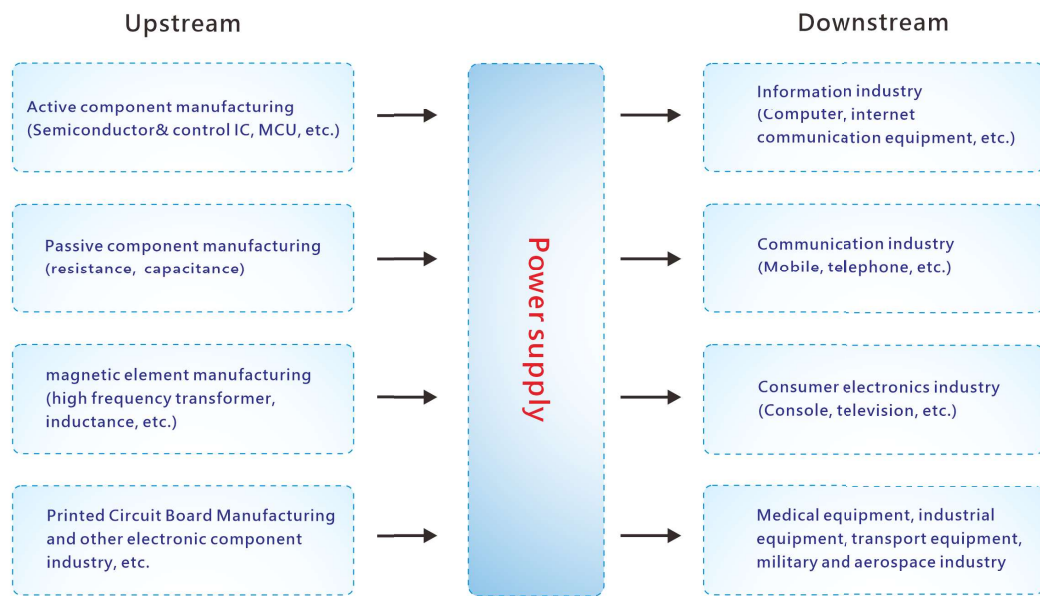 Upstream
Downstream
Active component manufacturing
(Semiconductor& control IC, MCU, etc.)
Passive component manufacturing
(resistance, capacitance)
magnetic element manufacturing
(high frequency transformer,
inductance, etc.)
Printed Circuit Board Manufacturing
and other electronic component
industry, etc.
Power supply
Information industry
(Computer, internet
communication equipment, etc.)
Communication industry
(Mobile, telephone, etc.)
Consumer electronics industry
(Console, television, etc.)
Medical equipment, industrial
equipment, transport equipment,
military and aerospace industry